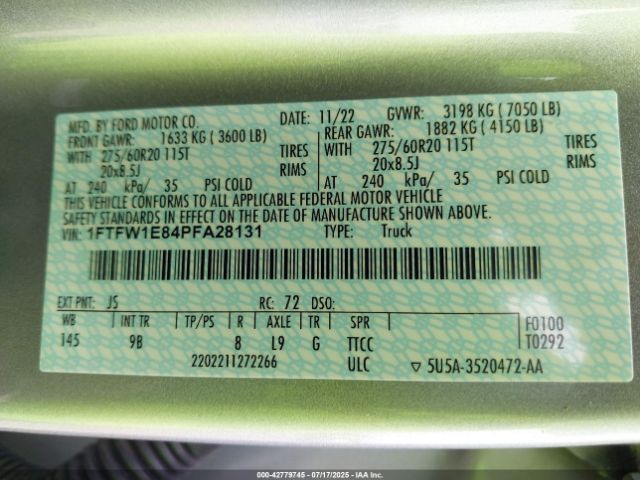 MFD. BY FORD MOTOR CO. DATE: 11/22 GVWR: 3198 KG ( 7050 LB)
FRONT GAWR: 1633 KG ( 3600 LB) REAR GAWR: 1882 KG ( 4150 LB)
WITH 275/60R20 115T TIRES WITH 275/60R20 115T TIRES
20x8.5J RIMS 20x8.5J RIMS
AT 240 kPa/ 35 PSI COLD AT 240 kPa/ 35 PSI COLD
THIS VEHICLE CONFORMS TO ALL APPLICABLE FEDERAL MOTOR VEHICLE
SAFETY STANDARDS IN EFFECT ON THE DATE OF MANUFACTURE SHOWN ABOVE.
VIN: 1FTFW1E84PFA28131 TYPE: Truck
EXT PNT: JS RC: 72 DSO:
WB INT TR TP/PS R AXLE TR SPR F0100
145 9B 8 L9 G TTCC T0292
2202211272266 ULC ▽ 5U5A-3520472-AA
000-42779745 07/17/2025 IAA Inc.